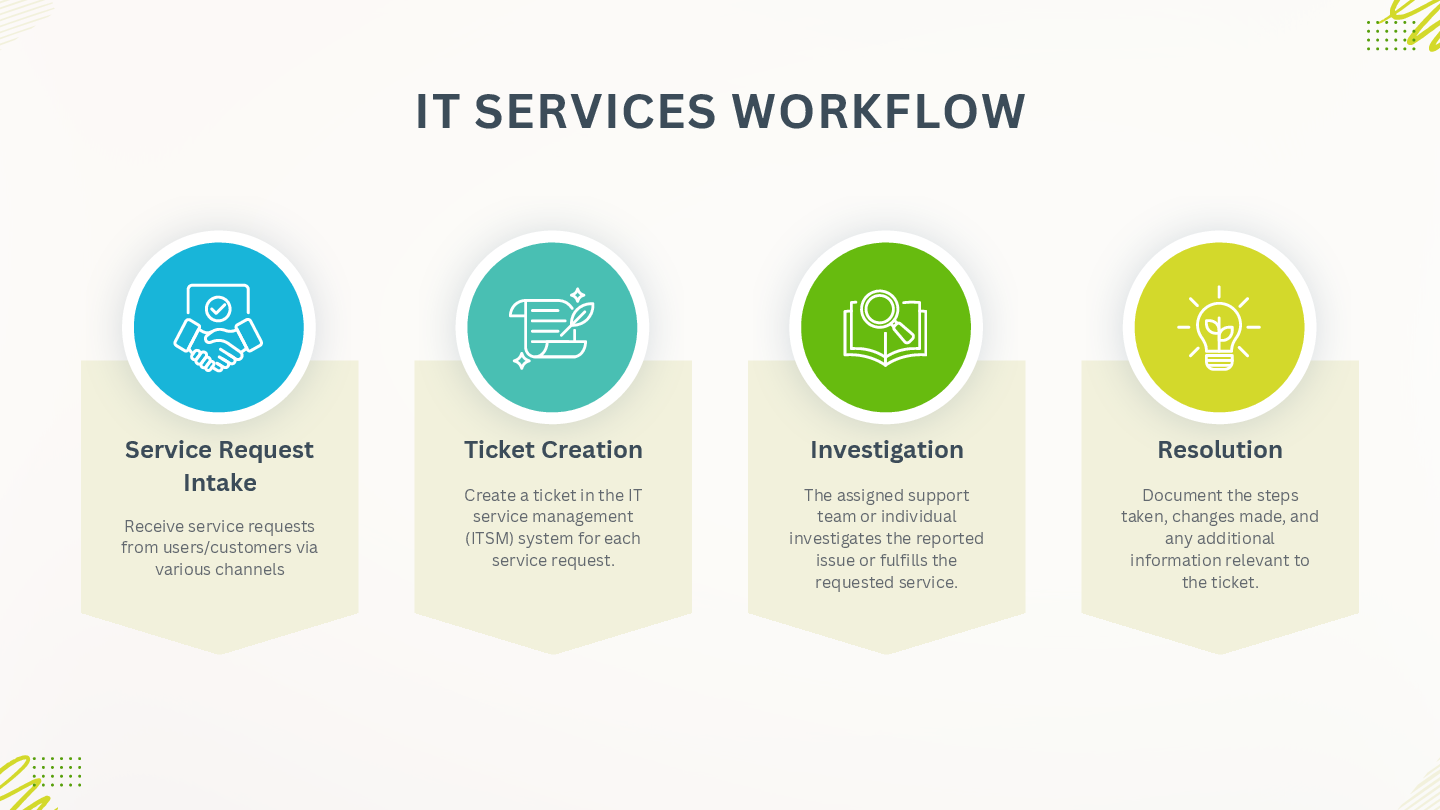 IT SERVICES WORKFLOW
Service Request
Intake
Receive service requests
from users/customers via
various channels
Ticket Creation
Create a ticket in the IT
service management
(ITSM) system for each
service request.
Investigation
The assigned support
team or individual
investigates the reported
issue or fulfills the
requested service.
Resolution
Document the steps
taken, changes made, and
any additional
information relevant to
the ticket.